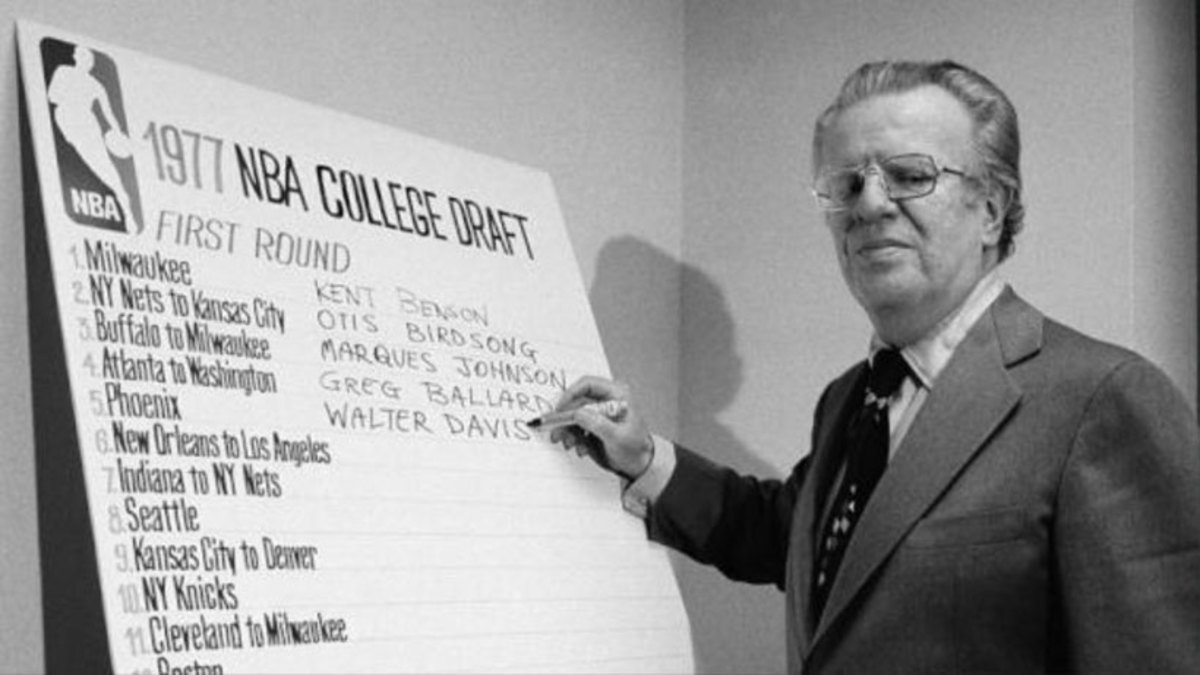 NBA
1977 NBA COLLEGE DRAFT
FIRST ROUND
1. Milwaukee KENT BENSON
2. NY Nets to Kansas City OTIS BIRDSONG
3. Buffalo to Milwaukee MARQUES JOHNSON
4. Atlanta to Washington GREG BALLARD
5. Phoenix WALTER DAVIS
6. New Orleans to Los Angeles
7. Indiana to NY Nets
8. Seattle
9. Kansas City to Denver
10. NY Knicks
11. Cleveland to Milwaukee
12 Boston